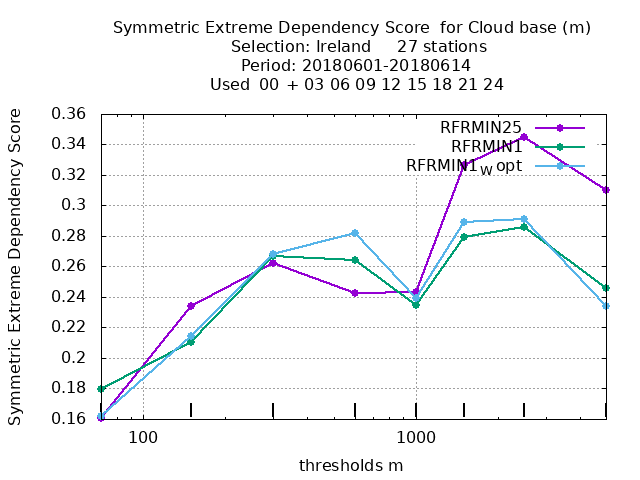 Symmetric Extreme Dependency Score  for Cloud base (m)
Selection: Ireland     27 stations
Period: 20180601-20180614
Used  00 + 03 06 09 12 15 18 21 24
Symmetric Extreme Dependency Score
0.36
0.34
0.32
0.3
0.28
0.26
0.24
0.22
0.2
0.18
0.16
RFRMIN25
RFRMIN1
RFRMIN1W opt
100
1000
thresholds m